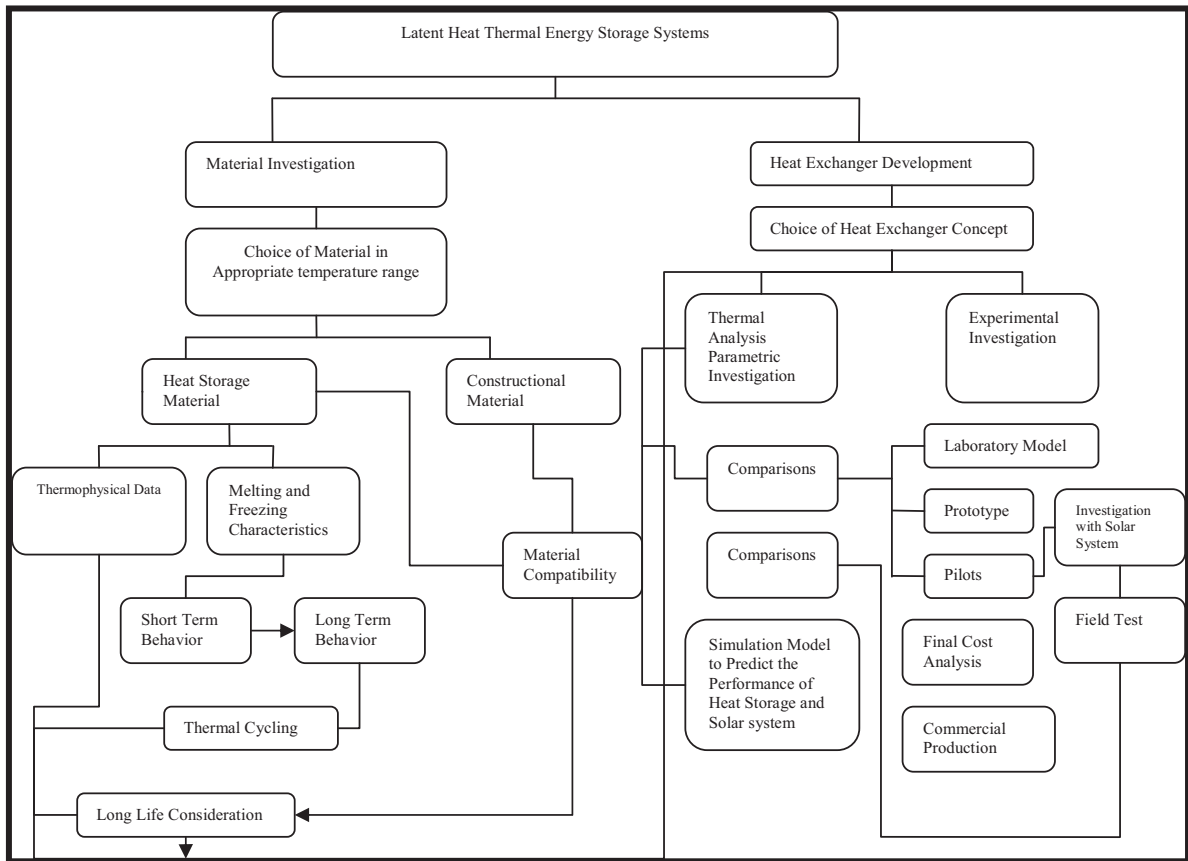 Latent Heat Thermal Energy Storage Systems
Material Investigation
Heat Exchanger Development
Choice of Heat Exchanger Concept
Choice of Material in
Appropriate temperature range
Thermal
Analysis
Parametric
Investigation
Experimental
Investigation
Heat Storage
Material
Constructional
Material
Laboratory Model
Comparisons
Thermophysical Data
Melting and
Freezing
Characteristics
Prototype
Investigation
with Solar
System
Material
Compatibility
Comparisons
Pilots
Short Term
Behavior
Long Term
Behavior
Field Test
Simulation Model
to Predict the
Performance of
Heat Storage and
Solar system
Final Cost
Analysis
Thermal Cycling
Commercial
Production
Long Life Consideration